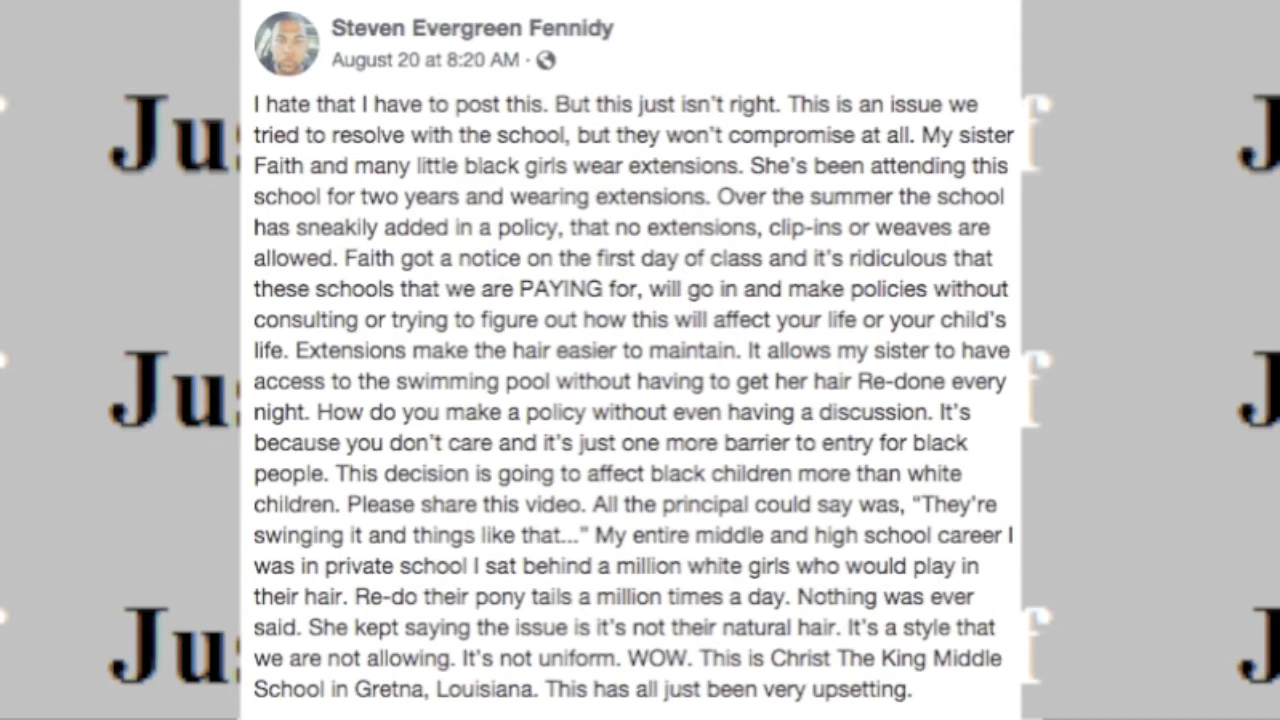 Steven Evergreen Fennidy
August 20 at 8:20 AM ·
I hate that I have to post this. But this just isn't right. This is an issue we
tried to resolve with the school, but they won't compromise at all. My sister
Faith and many little black girls wear extensions. She's been attending this
school for two years and wearing extensions. Over the summer the school
has sneakily added in a policy, that no extensions, clip-ins or weaves are
allowed. Faith got a notice on the first day of class and it's ridiculous that
these schools that we are PAYING for, will go in and make policies without
consulting or trying to figure out how this will affect your life or your child's
life. Extensions make the hair easier to maintain. It allows my sister to have
access to the swimming pool without having to get her hair Re-done every
night. How do you make a policy without even having a discussion. It's
because you don't care and it's just one more barrier to entry for black
people. This decision is going to affect black children more than white
children. Please share this video. All the principal could say was, "They're
swinging it and things like that..." My entire middle and high school career I
was in private school I sat behind a million white girls who would play in
their hair. Re-do their pony tails a million times a day. Nothing was ever
said. She kept saying the issue is it's not their natural hair. It's a style that
we are not allowing. It's not uniform. WOW. This is Christ The King Middle
School in Gretna, Louisiana. This has all just been very upsetting.